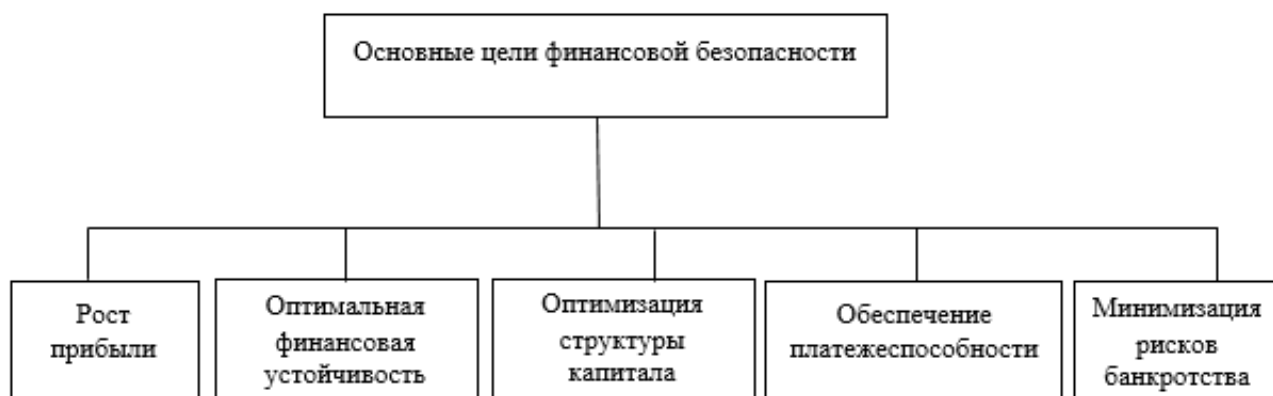 Основные цели финансовой безопасности
Рост
прибыли
Оптимальная
финансовая
устойчивость
Оптимизация
структуры
капитала
Обеспечение
платежеспособности
Минимизация
рисков
банкротства